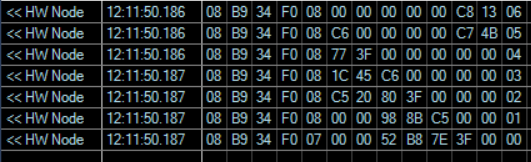 << HW Node 12:11:50.186 08 B9 34 F0 08 00 00 00 00 00 C8 13 06
<< HW Node 12:11:50.186 08 B9 34 F0 08 C6 00 00 00 00 C7 4B 05
<< HW Node 12:11:50.186 08 B9 34 F0 08 77 3F 00 00 00 00 00 04
<< HW Node 12:11:50.187 08 B9 34 F0 08 1C 45 C6 00 00 00 00 03
<< HW Node 12:11:50.187 08 B9 34 F0 08 C5 20 80 3F 00 00 00 02
<< HW Node 12:11:50.187 08 B9 34 F0 08 00 00 98 8B C5 00 00 01
<< HW Node 12:11:50.187 08 B9 34 F0 07 00 00 52 B8 7E 3F 00 00